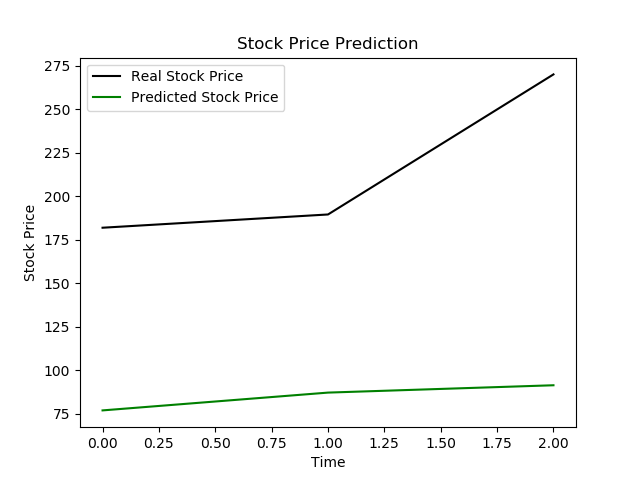 Stock Price Prediction
Real Stock Price
Predicted Stock Price
275
250
225
200
175
150
125
100
75
Stock Price
0.00 0.25 0.50 0.75 1.00 1.25 1.50 1.75 2.00
Time